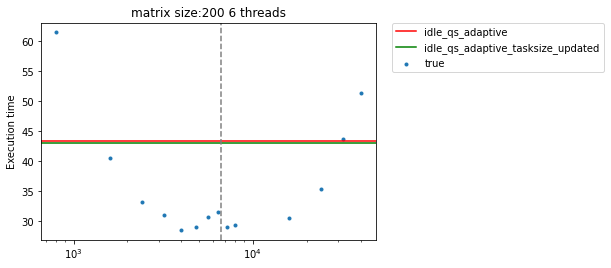 matrix size:200 6 threads
Execution time
60
55
50
45
40
35
30
10³
10⁴
idle_qs_adaptive
idle_qs_adaptive_tasksize_updated
true